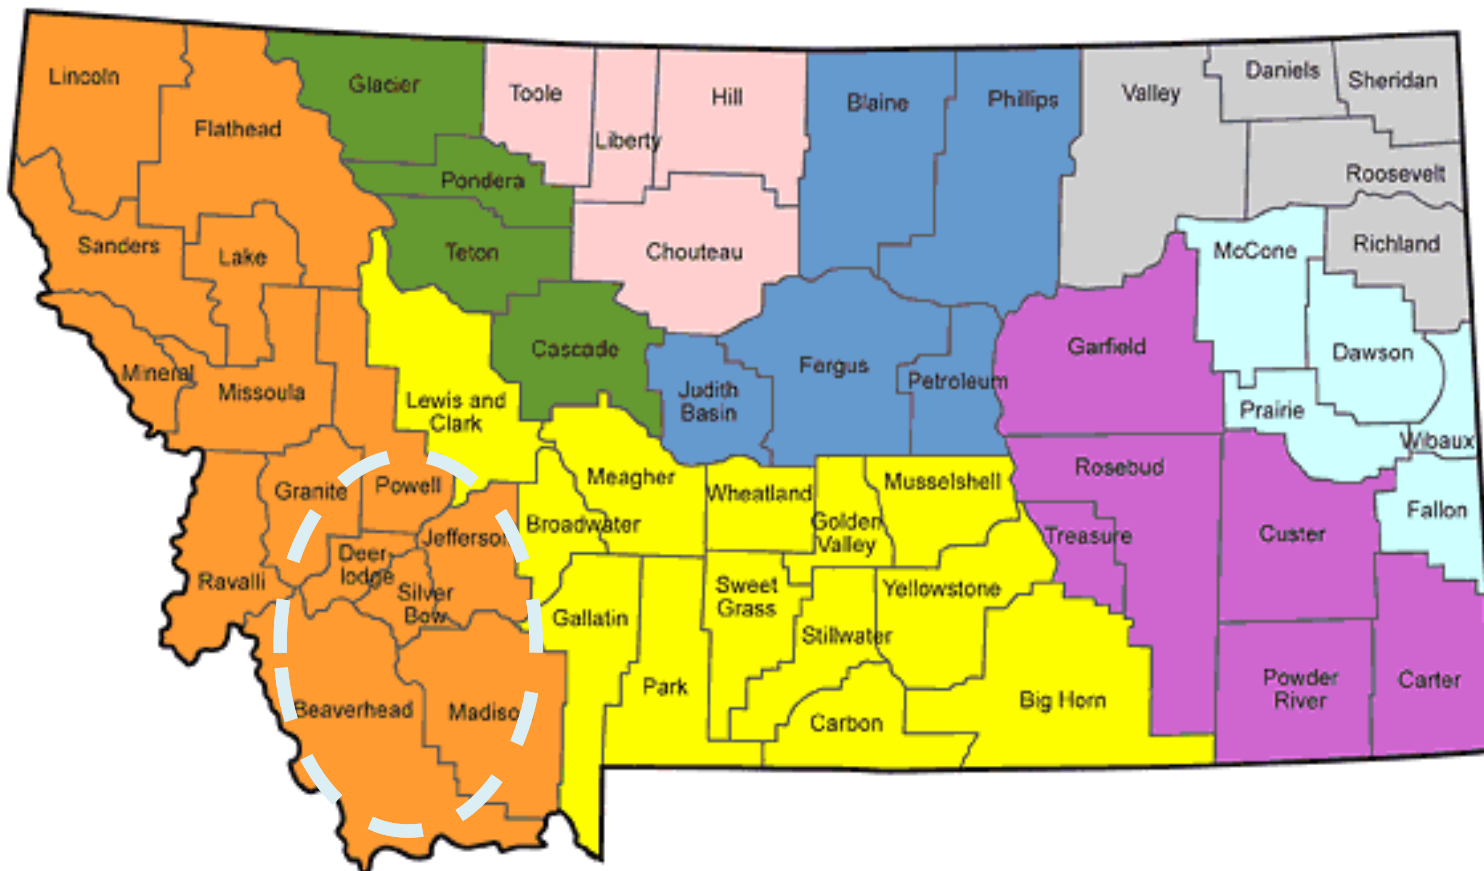 Lincoln
Flathead
Glacier
Toole
Liberty
Hill
Blaine
Phillips
Valley
Daniels
Sheridan
Roosevelt
Pondera
Sanders
Lake
Teton
Chouteau
McCone
Richland
Mineral
Missoula
Cascade
Lewis and
Clark
Judith
Basin
Fergus
Petroleum
Garfield
Dawson
Prairie
Wibaux
Granite
Powell
Meagher
Wheatland
Musselshell
Rosebud
Broadwater
Golden
Valley
Jefferson
Treasure
Custer
Fallon
Ravalli
Deer
lodge
Silver
Bow
Gallatin
Sweet
Grass
Stillwater
Yellowstone
Beaverhead
Madiso
Park
Carbon
Big Horn
Powder
River
Carter